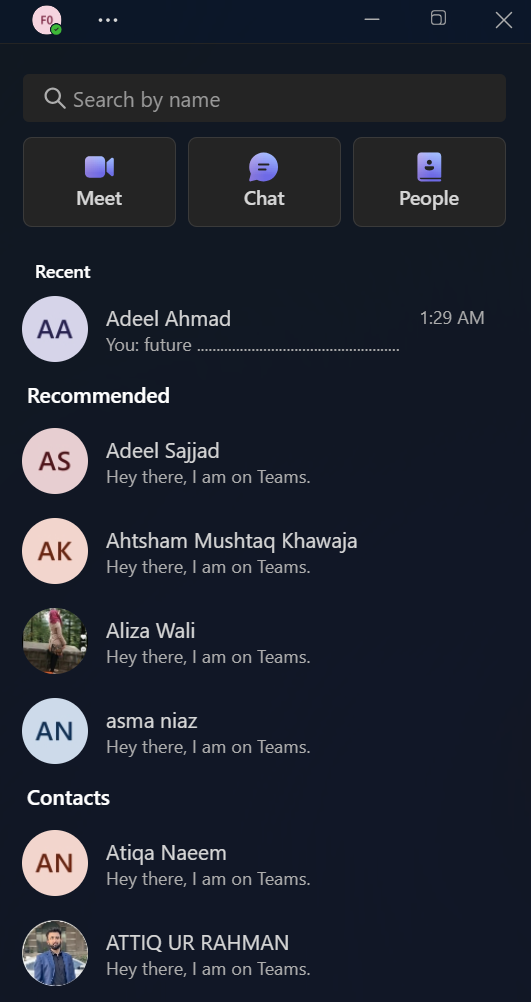 FO
Search by name
Meet
Chat
People
Recent
AA
Adeel Ahmad
1:29 AM
You: future ......................................................
Recommended
AS
Adeel Sajjad
Hey there, I am on Teams.
AK
Ahtsham Mushtaq Khawaja
Hey there, I am on Teams.
Aliza Wali
Hey there, I am on Teams.
AN
asma niaz
Hey there, I am on Teams.
Contacts
AN
Atiqa Naeem
Hey there, I am on Teams.
ATTIQ UR RAHMAN
Hey there, I am on Teams.